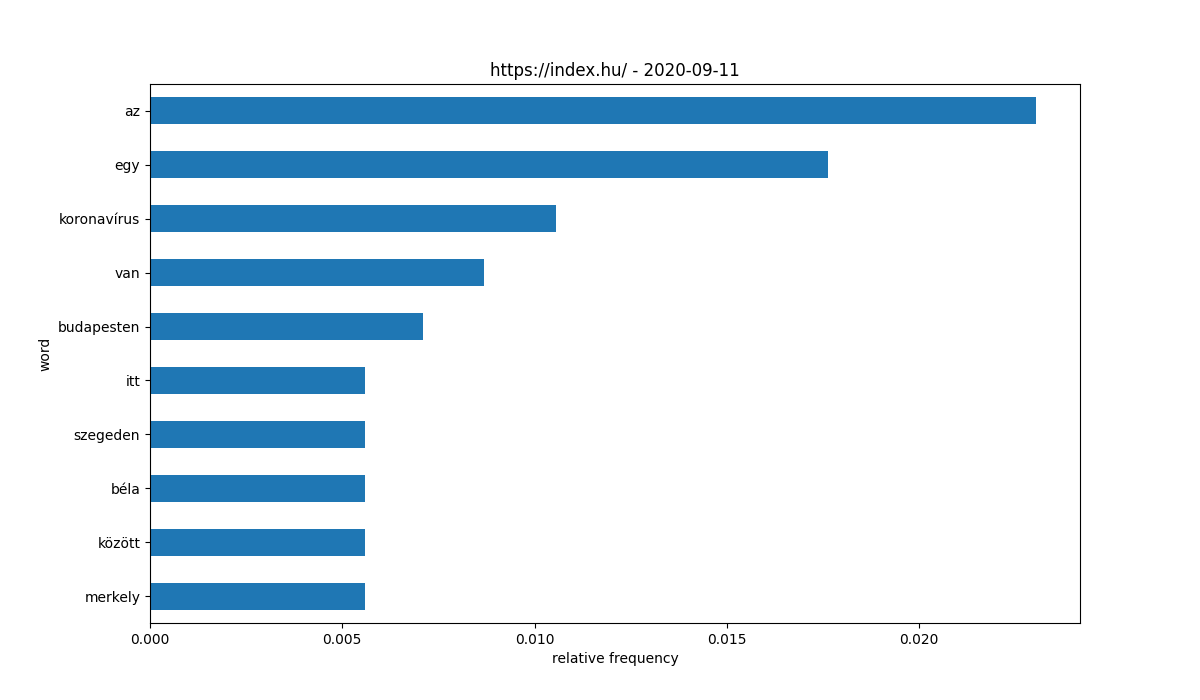 https://index.hu/ - 2020-09-11
az
egy
koronavírus
van
budapesten
itt
szegeden
béla
között
merkely
word
0.000 0.005 0.010 0.015 0.020
relative frequency